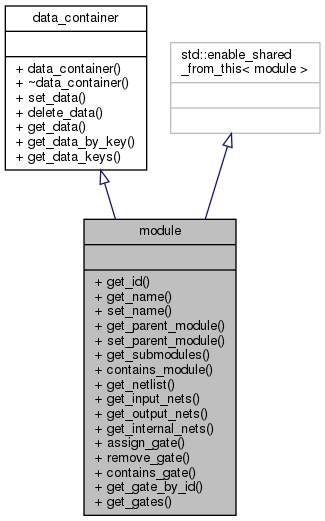 data_container
+ data_container()
+ ~data_container()
+ set_data()
+ delete_data()
+ get_data()
+ get_data_by_key()
+ get_data_keys()
std::enable_shared
_from_this< module >
module
+ get_id()
+ get_name()
+ set_name()
+ get_parent_module()
+ set_parent_module()
+ get_submodules()
+ contains_module()
+ get_netlist()
+ get_input_nets()
+ get_output_nets()
+ get_internal_nets()
+ assign_gate()
+ remove_gate()
+ contains_gate()
+ get_gate_by_id()
+ get_gates()